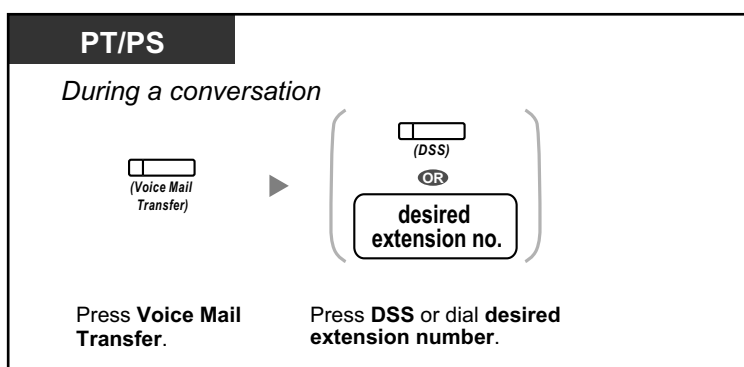 PT/PS
During a conversation
(Voice Mail
Transfer)
(DSS)
OR
desired
extension no.
Press Voice Mail
Transfer.
Press DSS or dial desired
extension number.